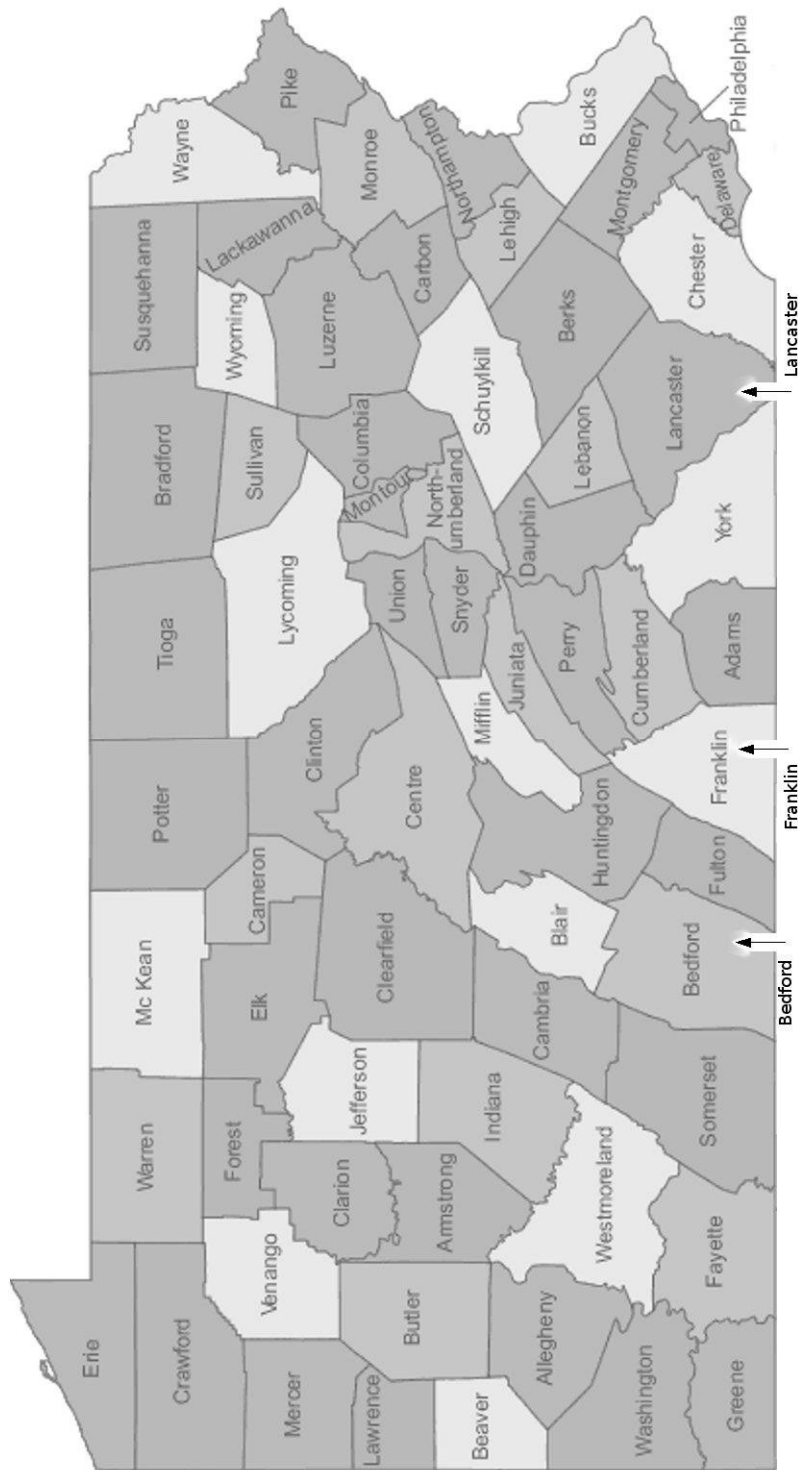 Erie
Crawford
Warren
Mc Kean
Potter
Tioga
Bradford
Susquehanna
Wayne
Pike
Lackawanna
Wyoming
Sullivan
Lycoming
Cameron
Elk
Forest
Venango
Mercer
Lawrence
Butler
Clarion
Jefferson
Clearfield
Clinton
Centre
Union
Snyder
Montour
Columbia
North-
umberland
Luzerne
Monroe
Carbon
Northampton
Lehigh
Schuylkill
Berks
Bucks
Montgomery
Philadelphia
Delaware
Chester
Lancaster
Lebanon
Dauphin
York
Adams
Cumberland
Perry
Juniata
Mifflin
Huntingdon
Blair
Cambria
Indiana
Armstrong
Beaver
Allegheny
Westmoreland
Washington
Greene
Fayette
Somerset
Bedford
Fulton
Franklin
Bedford
Franklin
Lancaster